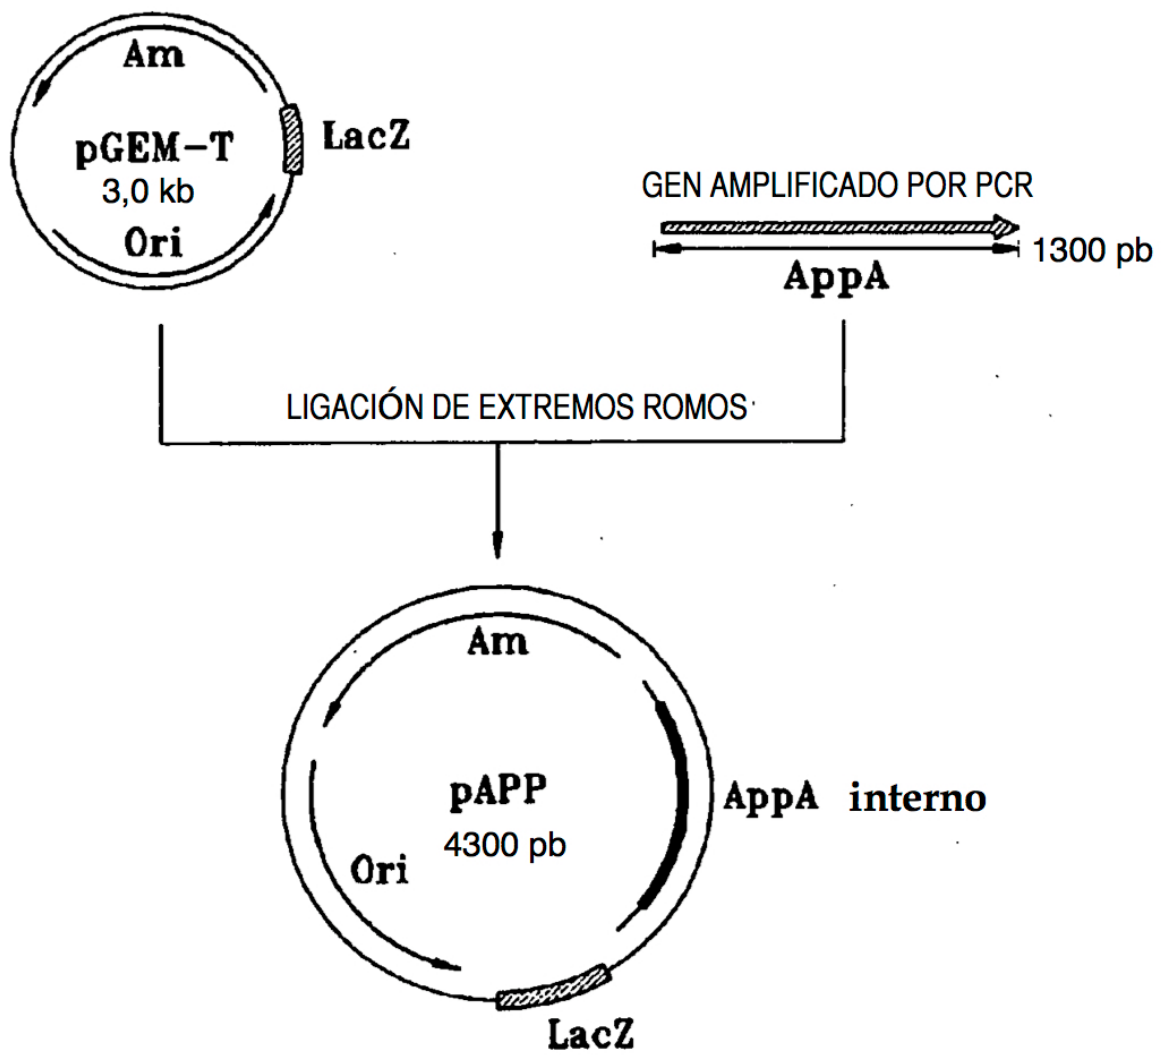 Am
pGEM-T
3,0 kb
Ori
LacZ
GEN AMPLIFICADO POR PCR
1300 pb
AppA
LIGACIÓN DE EXTREMOS ROMOS
Am
pAPP
4300 pb
Ori
AppA interno
LacZ